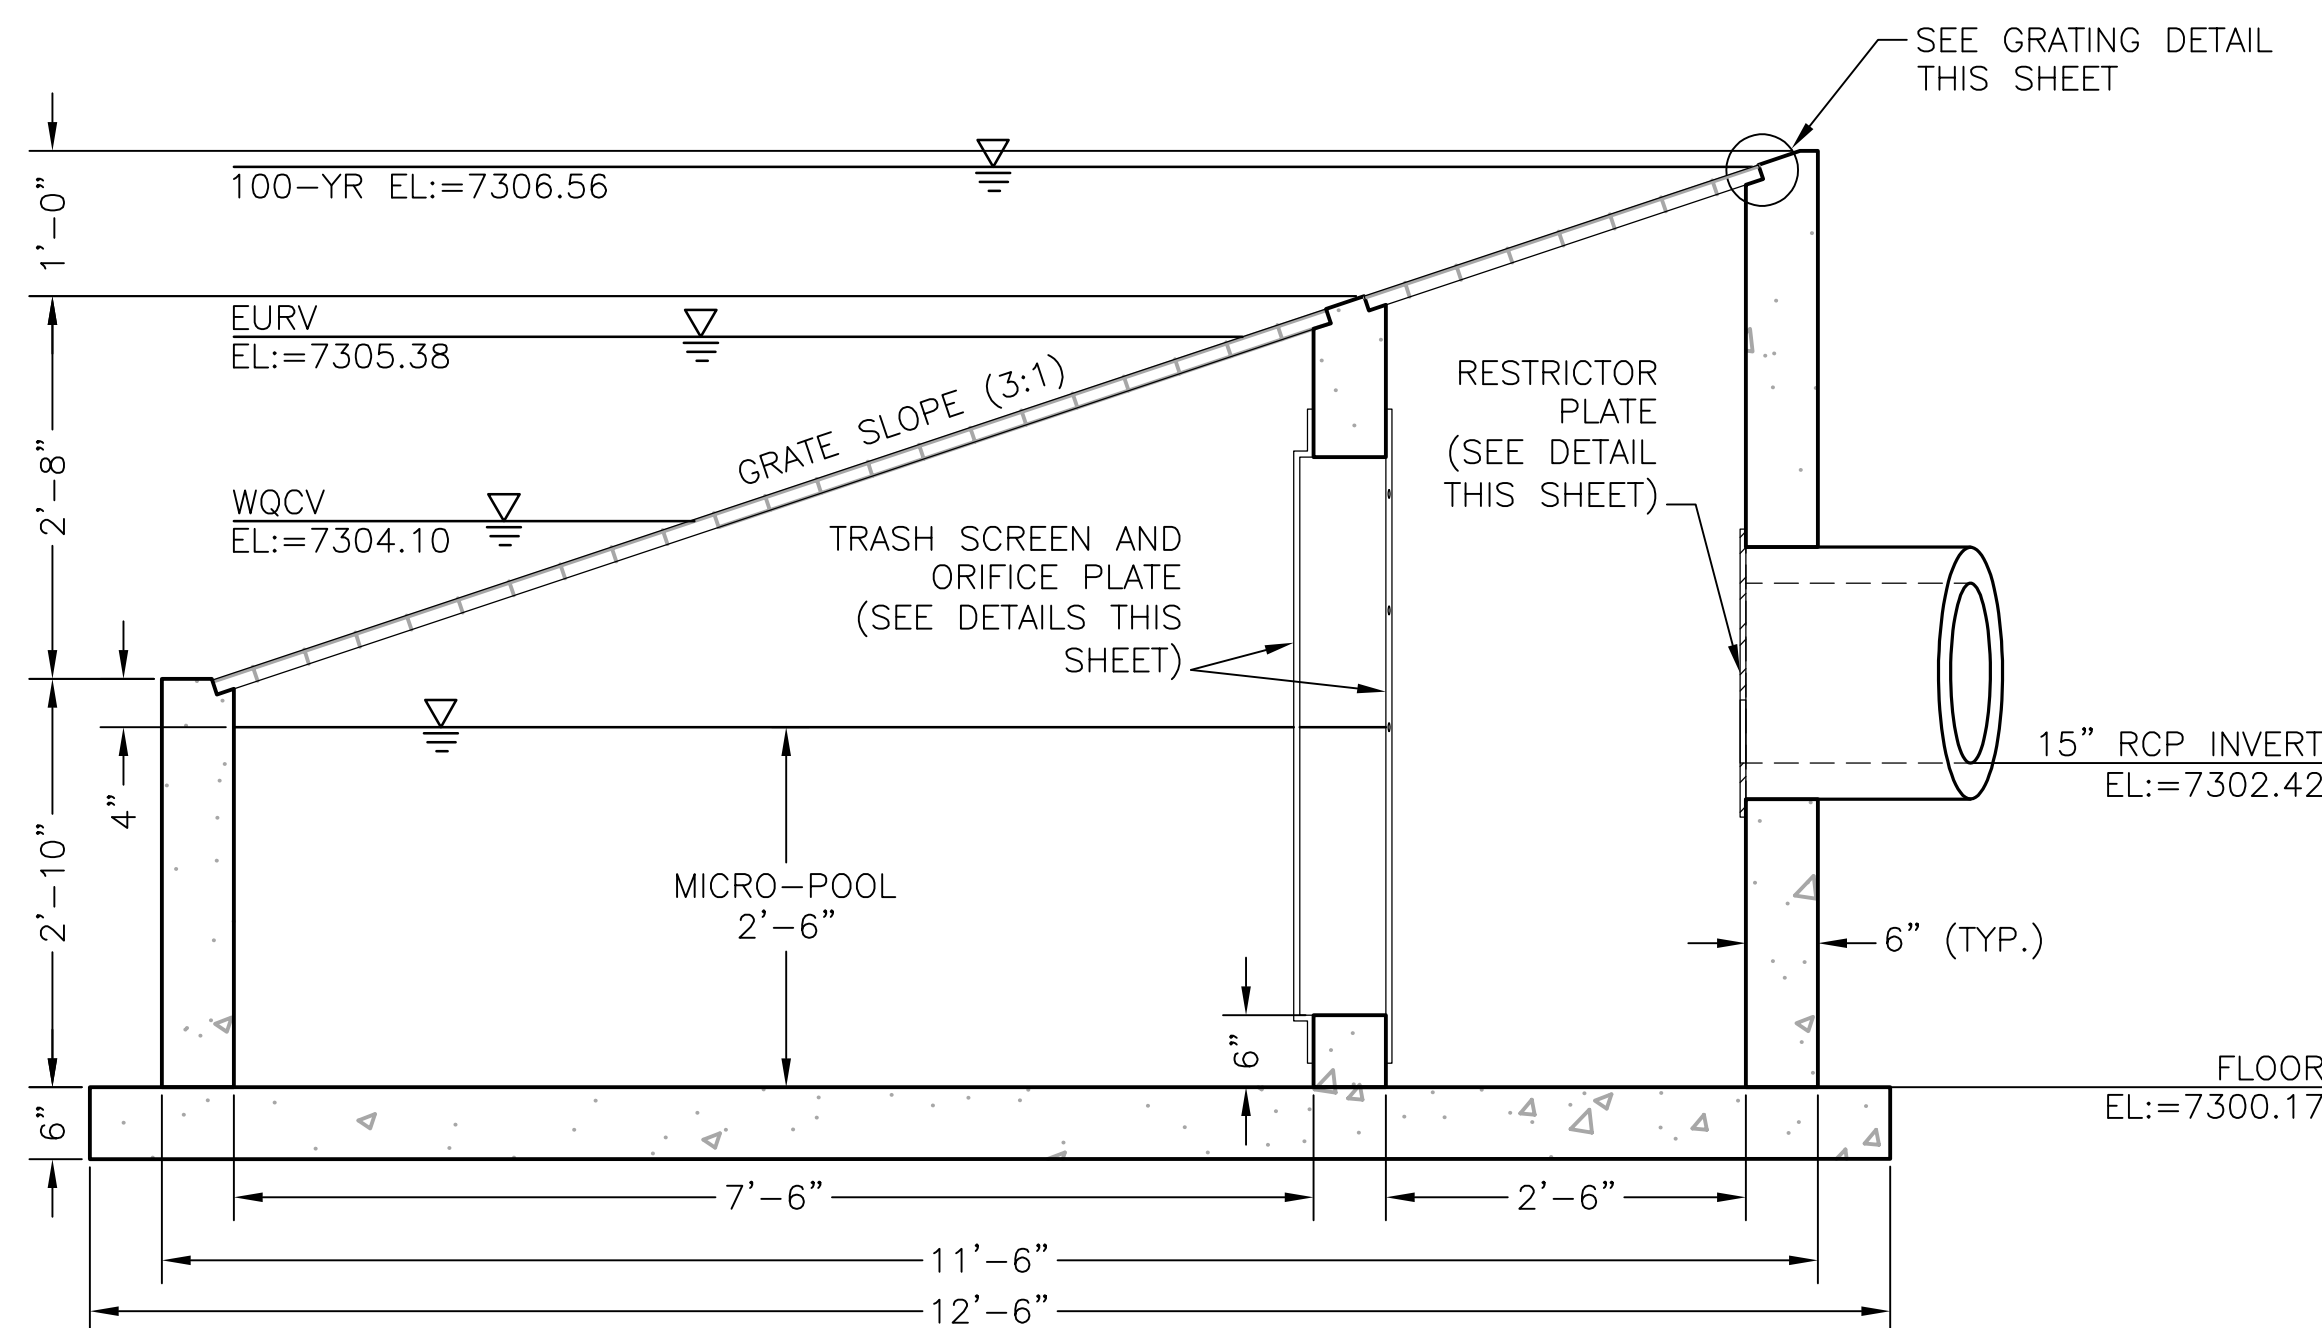 SEE GRATING DETAIL
THIS SHEET
100-YR EL:=7306.56
1'-0"
EURV
EL:=7305.38
GRATE SLOPE (3:1)
RESTRICTOR
PLATE
(SEE DETAIL
THIS SHEET)
2'-8"
WQCV
EL:=7304.10
TRASH SCREEN AND
ORIFICE PLATE
(SEE DETAILS THIS
SHEET)
15" RCP INVERT
EL:=7302.42
4"
2'-10"
MICRO-POOL
2'-6"
6" (TYP.)
6"
FLOOR
EL:=7300.17
6"
7'-6"
2'-6"
11'-6"
12'-6"